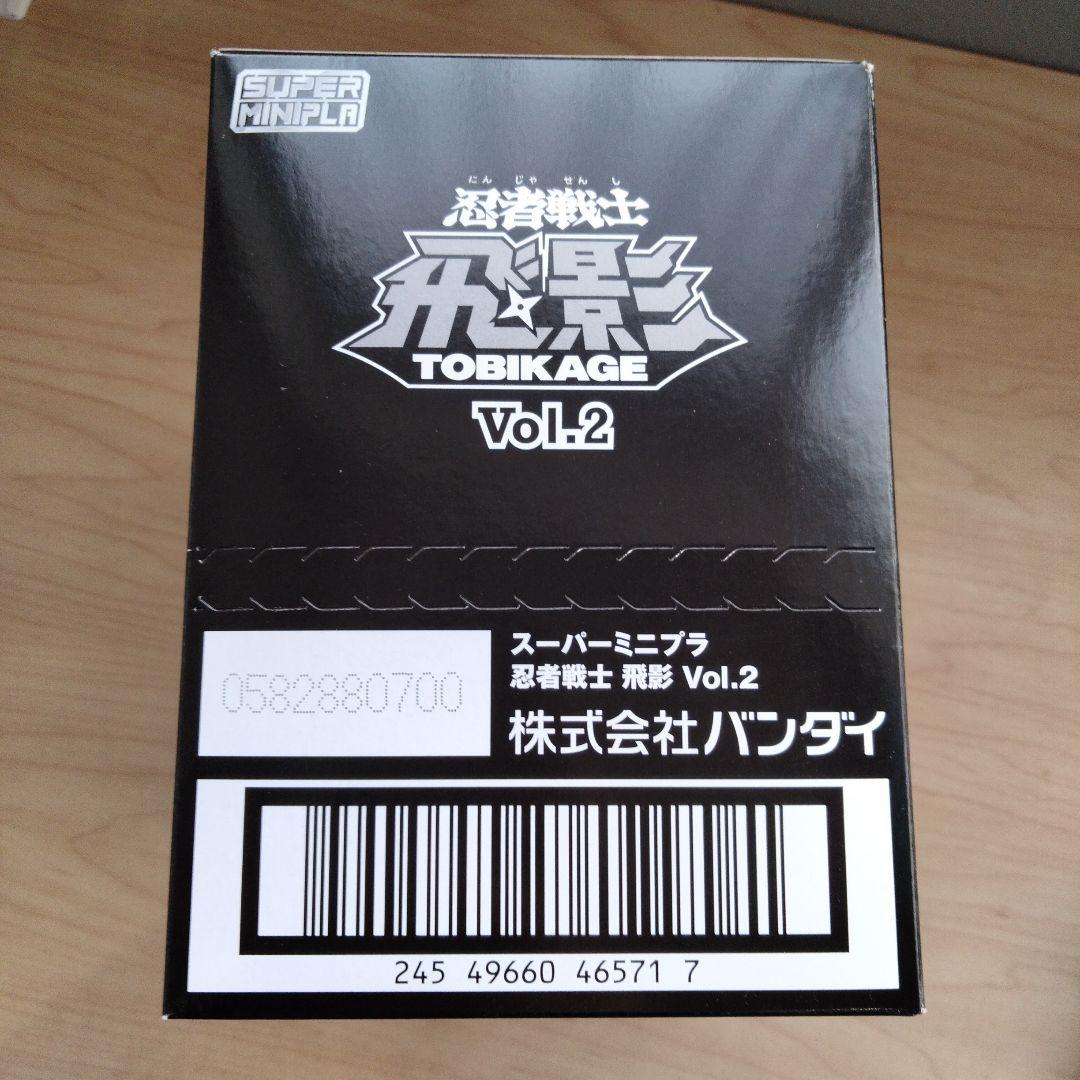 SUPER
MINIPLA
にんじゃせんし
忍者戦士
飛影
TOBIKAGE
Vol.2
スーパーミニプラ
忍者戦士 飛影 Vol.2
0582880700
株式会社バンダイ
245 49660 46571 7